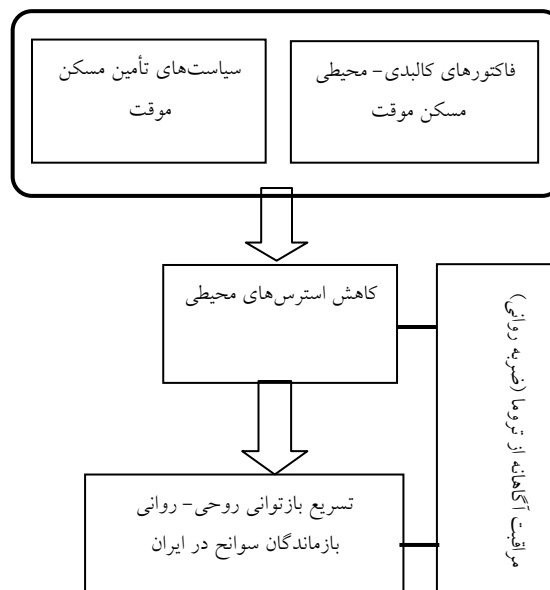 فاکتورهای کالبدی- محیطی
مسکن موقت
سیاست‌های تأمین مسکن
موقت
کاهش استرس‌های محیطی
مراقبت آگاهانه از تروما (ضربه روانی)
تسریع بازتوانی روحی- روانی
بازماندگان سوانح در ایران